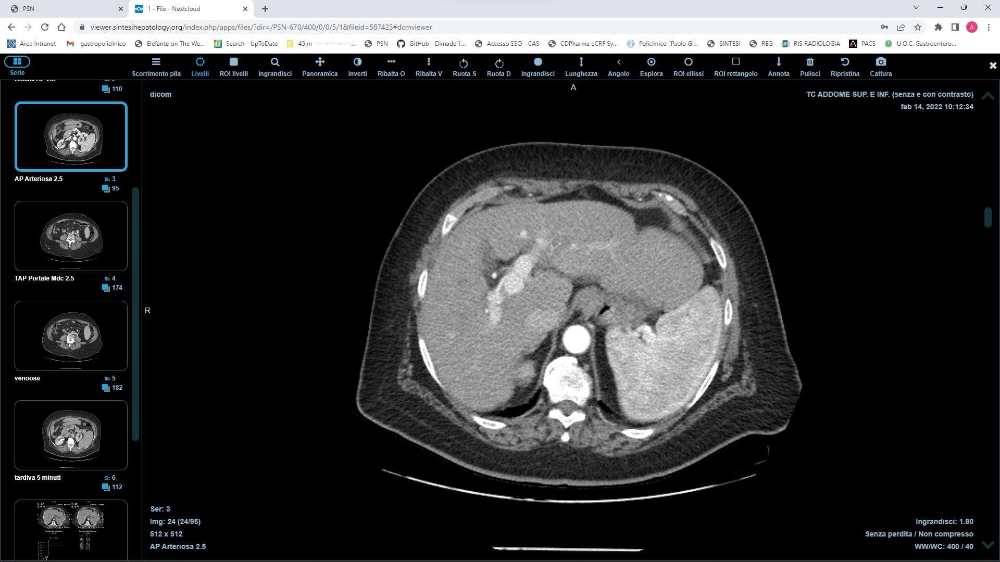 PSN
1 - File - Nextcloud
viewer.sintesihepatology.org/index.php/apps/files/?dir=/PSN-670/400/0/0/5/1&fileid=587423#dcmviewer
A
Area Intranet
gastropoliclinico
Elefante on The We...
Search - UpToDate
45,m ---------------...
PSN
GitHub - Dimadel1...
Accesso SSO - CAS
CDPharma eCRF Sy...
Policlinico "Paolo Gi...
SINTESI
REG
RIS RADIOLOGIA
PACS
U.O.C. Gastroentero...
Serie
Scorrimento pila
Livelli
ROI livelli
Ingrandisci
Panoramica
Inverti
Ribalta O
Ribalta V
Ruota S
Ruota D
Ingrandisci
Lunghezza
Angolo
Esplora
ROI ellissi
ROI rettangolo
Annota
Pulisci
Ripristina
Cattura
110
AP Arteriosa 2.5
S: 3
95
TAP Portale Mdc 2.5
S: 4
174
venoosa
S: 5
182
tardiva 5 minuti
S: 6
112
dicom
A
TC ADDOME SUP. E INF. (senza e con contrasto)
feb 14, 2022 10:12:34
R
Ser: 3
Img: 24 (24/95)
512 x 512
AP Arteriosa 2.5
Ingrandisci: 1.80
Senza perdita / Non compresso
WW/WC: 400 / 40